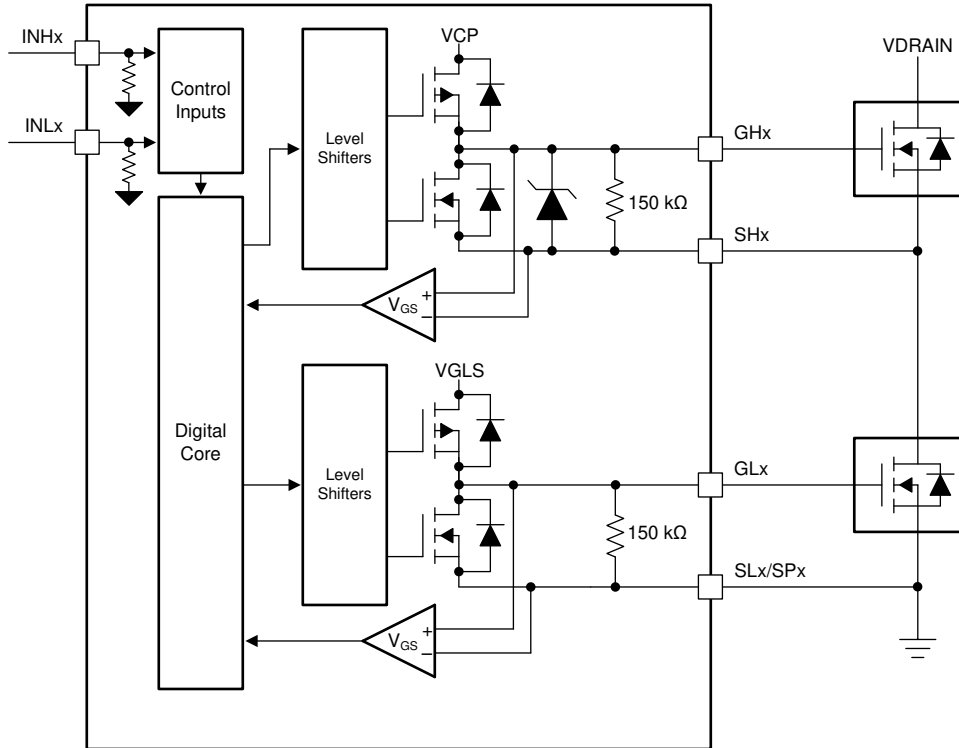 INHx
INLx
Control
Inputs
Digital
Core
Level
Shifters
VCP
VGS
+
−
GHx
150 kΩ
SHx
VDRAIN
Level
Shifters
VGLS
VGS
+
−
GLx
150 kΩ
SLx/SPx